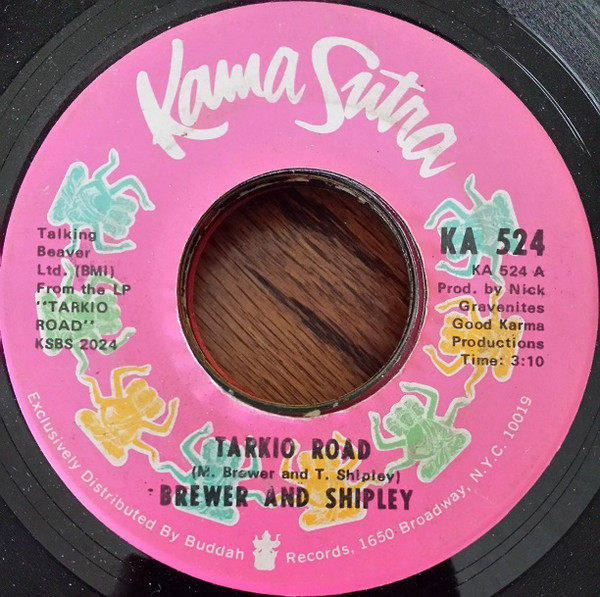 Kama Sutra
Talking
Beaver
Ltd. (BMI)
From the LP
"TARKIO
ROAD"
KSBS 2024
KA 524
KA 524 A
Prod. by Nick
Gravenites
Good Karma
Productions
Time: 3:10
TARKIO ROAD
(M. Brewer and T. Shipley)
BREWER AND SHIPLEY
Exclusively Distributed By Buddah Records, 1650 Broadway, N.Y.C. 10019